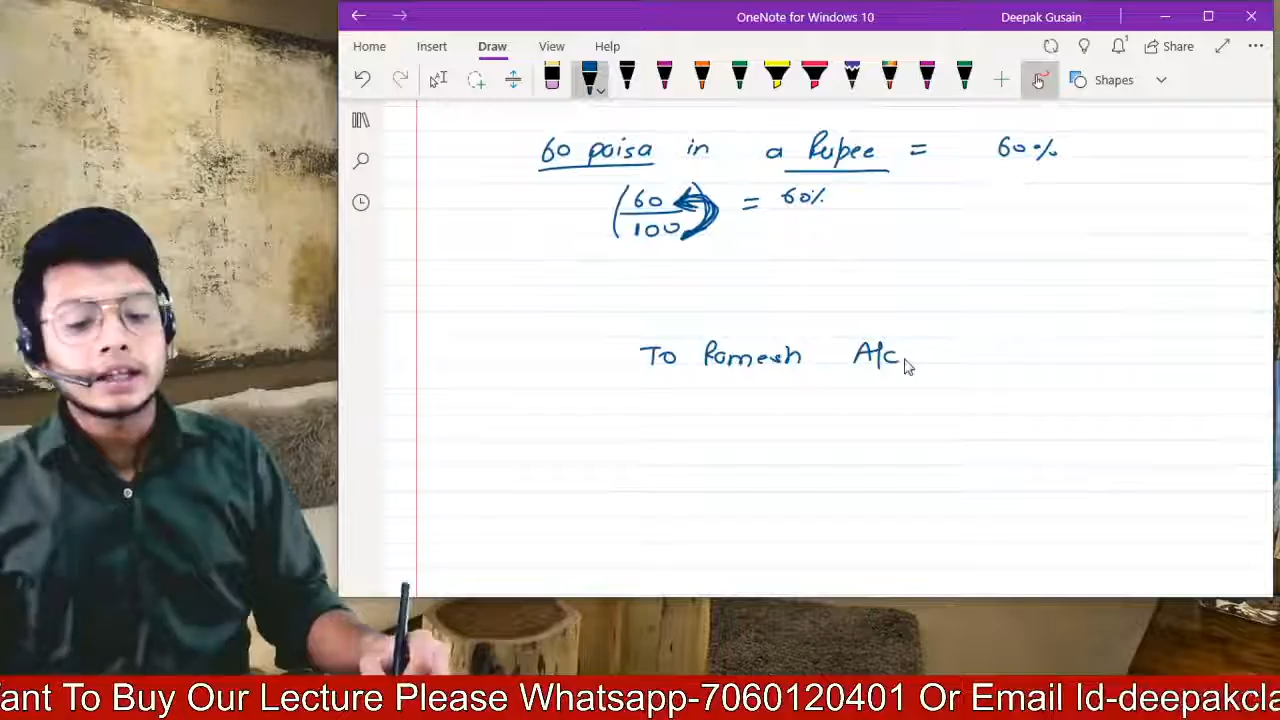 OneNote for Windows 10
Deepak Gusain
Home Insert Draw View Help
Share
Shapes
60 paisa in a Rupee = 60%
(60/100) = 60%
To Ramesh A/c
Vant To Buy Our Lecture Please Whatsapp-7060120401 Or Email Id-deepakcla